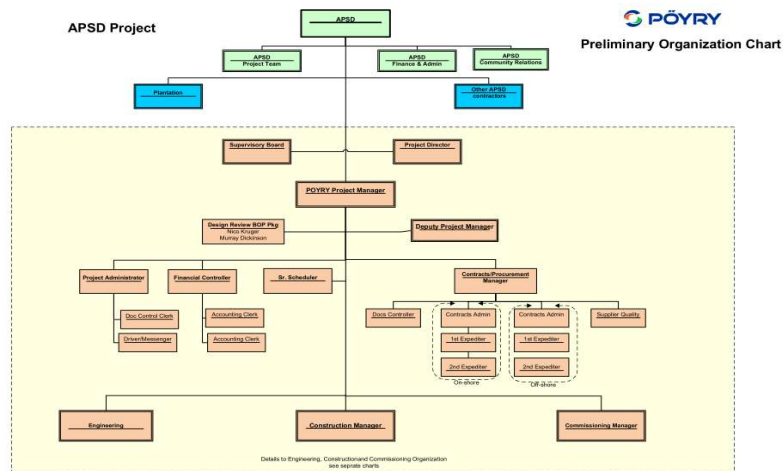 APSD Project
PÖYRY
Preliminary Organization Chart
APSD
APSD
Project Team
APSD
Finance & Admin
APSD
Community Relations
Plantation
Other APSD
contractors
Supervisory Board
Project Director
POYRY Project Manager
Design Review BOP Pkg
Nico Kruger
Murray Dickinson
Deputy Project Manager
Project Administrator
Financial Controller
Sr. Scheduler
Contracts/Procurement
Manager
Doc Control Clerk
Driver/Messenger
Accounting Clerk
Accounting Clerk
Docs Controller
Contracts Admin
Contracts Admin
Supplier Quality
1st Expediter
1st Expediter
2nd Expediter
2nd Expediter
On-shore
Off-shore
Engineering
Construction Manager
Commissioning Manager
Details to Engineering, Constructionand Commissioning Organization
see seprate charts